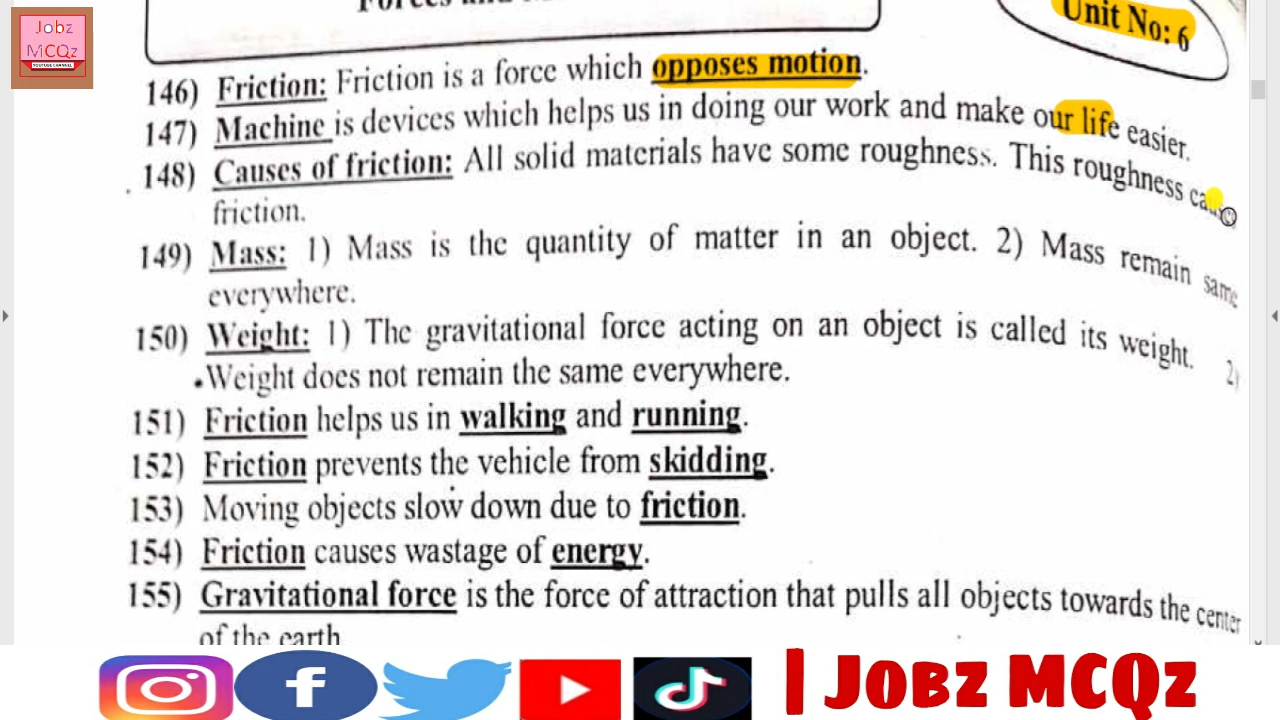 Jobz
MCQz
YOUTUBE CHANNEL
Forces and
Unit No: 6
146) Friction: Friction is a force which opposes motion.
147) Machine is devices which helps us in doing our work and make our life easier.
148) Causes of friction: All solid materials have some roughness. This roughness
friction.
149) Mass: 1) Mass is the quantity of matter in an object. 2) Mass remain same
everywhere.
150) Weight: 1) The gravitational force acting on an object is called its weight. 2)
•Weight does not remain the same everywhere.
151) Friction helps us in walking and running.
152) Friction prevents the vehicle from skidding.
153) Moving objects slow down due to friction.
154) Friction causes wastage of energy.
155) Gravitational force is the force of attraction that pulls all objects towards the center
of the earth
| Jobz MCQz